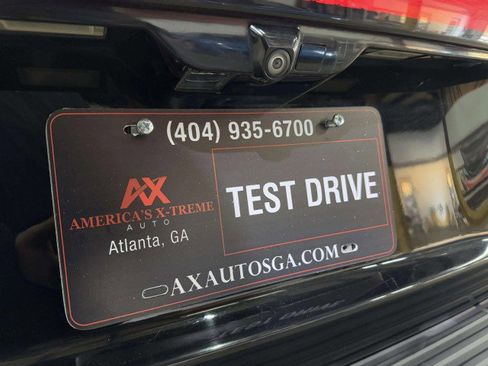 (404) 935-6700
AX
AMERICA'S X-TREME
AUTO
Atlanta, GA
TEST DRIVE
AXAUTOSGA.COM